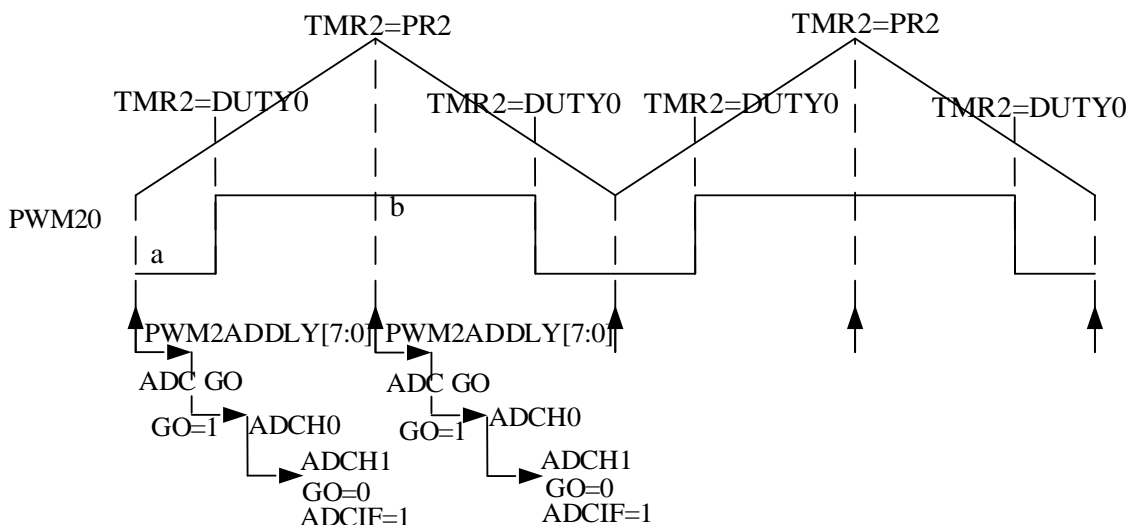 TMR2=PR2
TMR2=PR2
TMR2=DUTY0
TMR2=DUTY0
TMR2=DUTY0
TMR2=DUTY0
PWM20
a
b
PWM2ADDLY[7:0]
PWM2ADDLY[7:0]
ADC GO
ADC GO
GO=1
ADCH0
GO=1
ADCH0
ADCH1
GO=0
ADCIF=1
ADCH1
GO=0
ADCIF=1